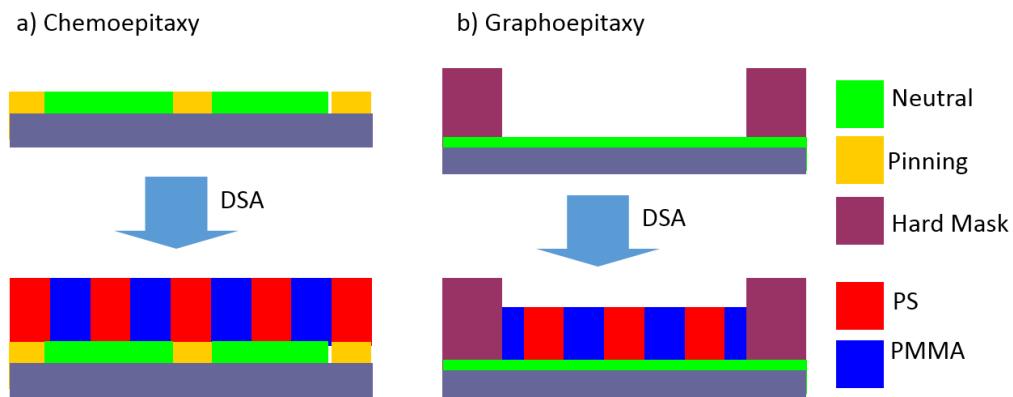 a) Chemoepitaxy
b) Graphoepitaxy
DSA
DSA
Neutral
Pinning
Hard Mask
PS
PMMA